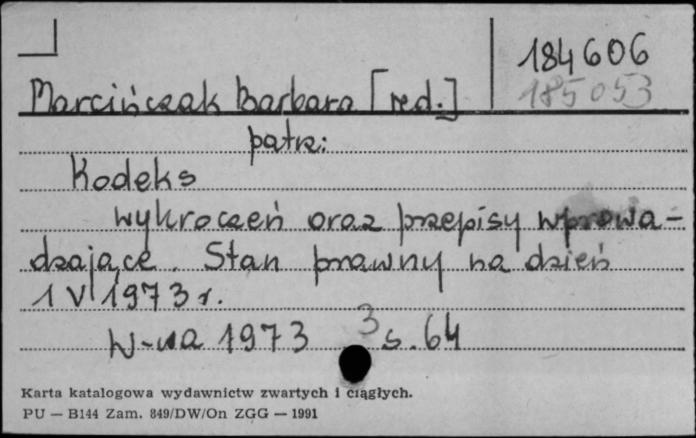 184606
185053
Marcińczak Barbara [red.]
patrz:
Kodeks
wykroczeń oraz przepisy wprowa-
dzające. Stan prawny na dzień
1 V 1973 r.
W-wa 1973 3 s. 64
Karta katalogowa wydawnictw zwartych i ciągłych.
PU — B144 Zam. 849/DW/On ZGG — 1991